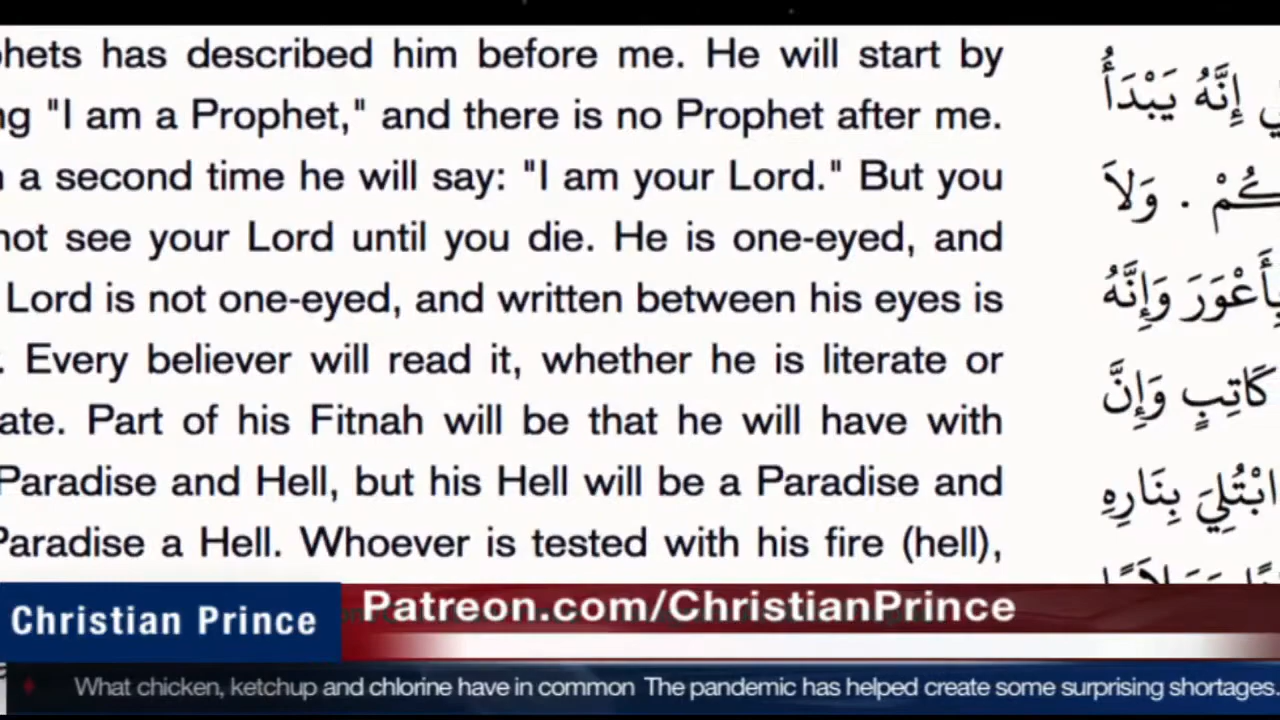 phets has described him before me. He will start by
ng "I am a Prophet," and there is no Prophet after me.
a second time he will say: "I am your Lord." But you
not see your Lord until you die. He is one-eyed, and
Lord is not one-eyed, and written between his eyes is
. Every believer will read it, whether he is literate or
ate. Part of his Fitnah will be that he will have with
Paradise and Hell, but his Hell will be a Paradise and
Paradise a Hell. Whoever is tested with his fire (hell),
إِنَّهُ يَبْدَأُ
كُمْ . وَلاَ
بِأَعْوَرَ وَإِنَّهُ
كَاتِبٍ وَإِنَّ
ابْتُلِيَ بِنَارِهِ
Christian Prince
Patreon.com/ChristianPrince
What chicken, ketchup and chlorine have in common The pandemic has helped create some surprising shortages.